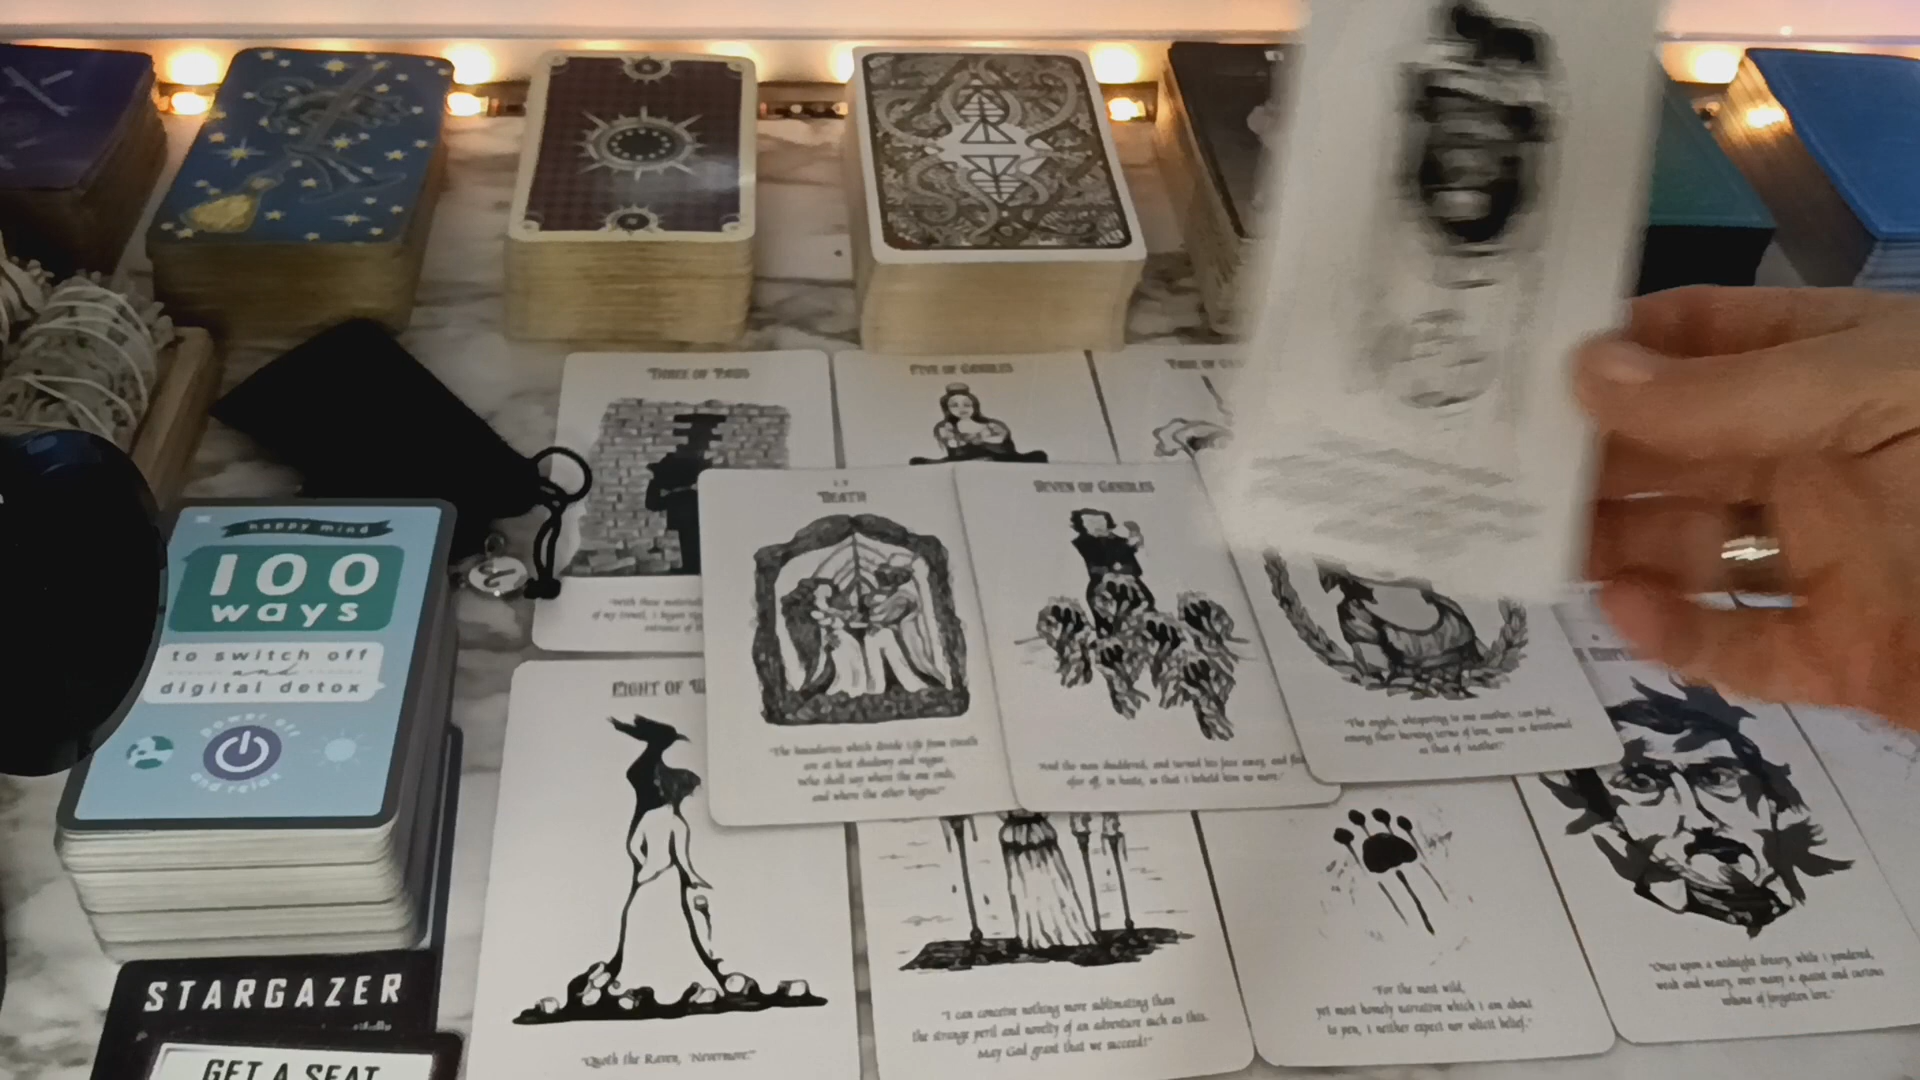 THREE OF
FIVE OF CANDLES
happy mind
100
ways
to switch off
and
digital detox
power off
and relax
DEATH
SEVEN OF CANDLES
"The boundaries which divide Life from Death
are at best shadowy and vague.
Who shall say where the one ends,
and where the other begins?"
"And the man shuddered, and turned his face away, and
afar off, in haste, so that I beheld him no more."
"The angels, whispering to one another, can find,
among their burning terms of love, none so devotional
as that of 'Mother'."
"With these materials
entrance of
EIGHT OF
"Quoth the Raven, 'Nevermore.'"
"I can conceive nothing more sublimating than
the strange peril and novelty of an adventure such as this.
May God grant that we succeed!"
"For the most wild,
yet most homely narrative which I am about
to pen, I neither expect nor solicit belief."
"Once upon a midnight dreary, while I pondered,
weak and weary, over many a quaint and curious
volume of forgotten lore."
STARGAZER
GET A SEAT